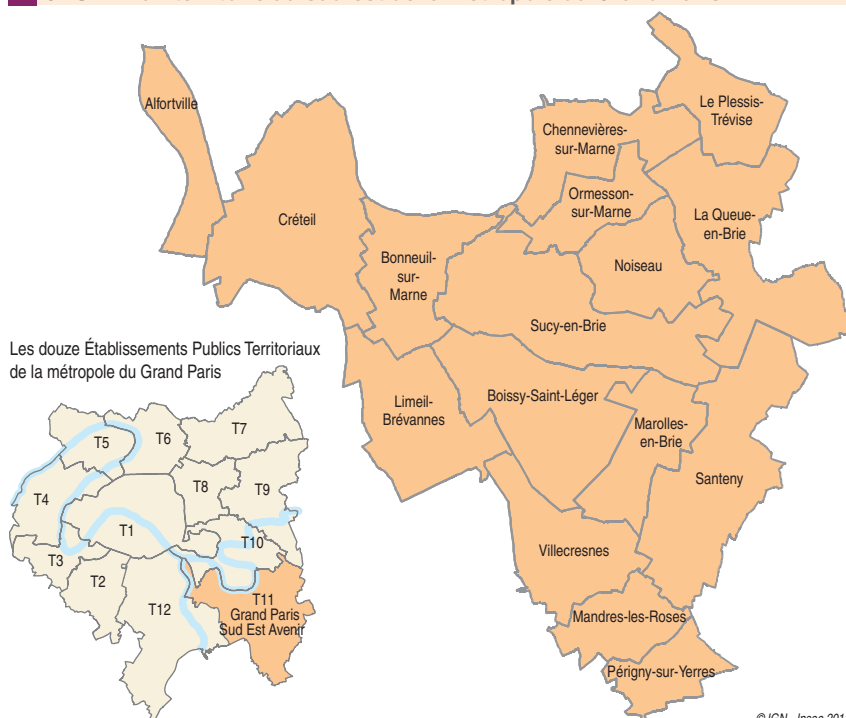 Alfortville
Le Plessis-
Trévise
Chennevières-
sur-Marne
Ormesson-
sur-Marne
Créteil
La Queue-
en-Brie
Bonneuil-
sur-
Marne
Noiseau
Sucy-en-Brie
Les douze Établissements Publics Territoriaux
de la métropole du Grand Paris
Limeil-
Brévannes
Boissy-Saint-Léger
Marolles-
en-Brie
Santeny
Villecresnes
Mandres-les-Roses
Périgny-sur-Yerres
T5
T6
T7
T4
T8
T9
T1
T10
T3
T2
T12
T11
Grand Paris
Sud Est Avenir